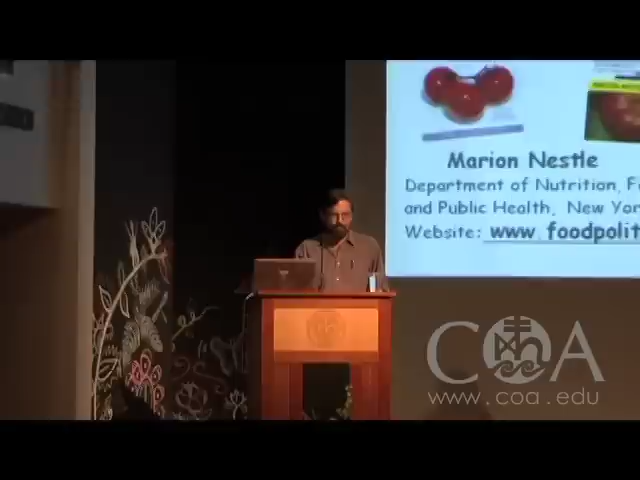 Marion Nestle
Department of Nutrition, F
and Public Health, New Yor
Website: www.foodpolit
COA
www.coa.edu